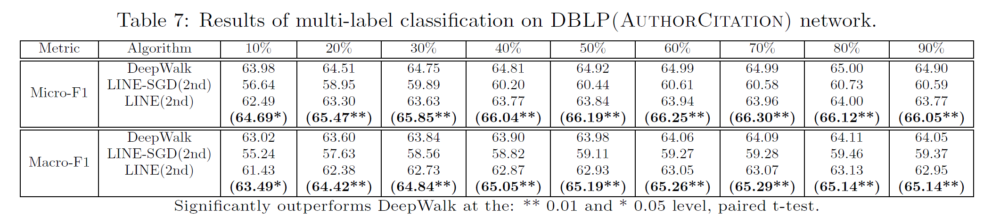 Table 7: Results of multi-label classification on DBLP(AUTHORCITATION) network.
Metric Algorithm 10% 20% 30% 40% 50% 60% 70% 80% 90%
Micro-F1
DeepWalk 63.98 64.51 64.75 64.81 64.92 64.99 64.99 65.00 64.90
LINE-SGD(2nd) 56.64 58.95 59.89 60.20 60.44 60.61 60.58 60.73 60.59
LINE(2nd) 62.49 63.30 63.63 63.77 63.84 63.94 63.96 64.00 63.77
(64.69*) (65.47**) (65.85**) (66.04**) (66.19**) (66.25**) (66.30**) (66.12**) (66.05**)
Macro-F1
DeepWalk 63.02 63.60 63.84 63.90 63.98 64.06 64.09 64.11 64.05
LINE-SGD(2nd) 55.24 57.63 58.56 58.82 59.11 59.27 59.28 59.46 59.37
LINE(2nd) 61.43 62.38 62.73 62.87 62.93 63.05 63.07 63.13 62.95
(63.49*) (64.42**) (64.84**) (65.05**) (65.19**) (65.26**) (65.29**) (65.14**) (65.14**)
Significantly outperforms DeepWalk at the: ** 0.01 and * 0.05 level, paired t-test.